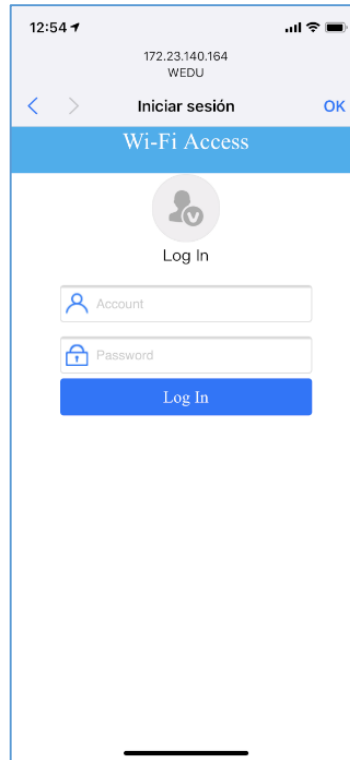 12:54
172.23.140.164
WEDU
Iniciar sesión OK
Wi-Fi Access
Log In
Account
Password
Log In